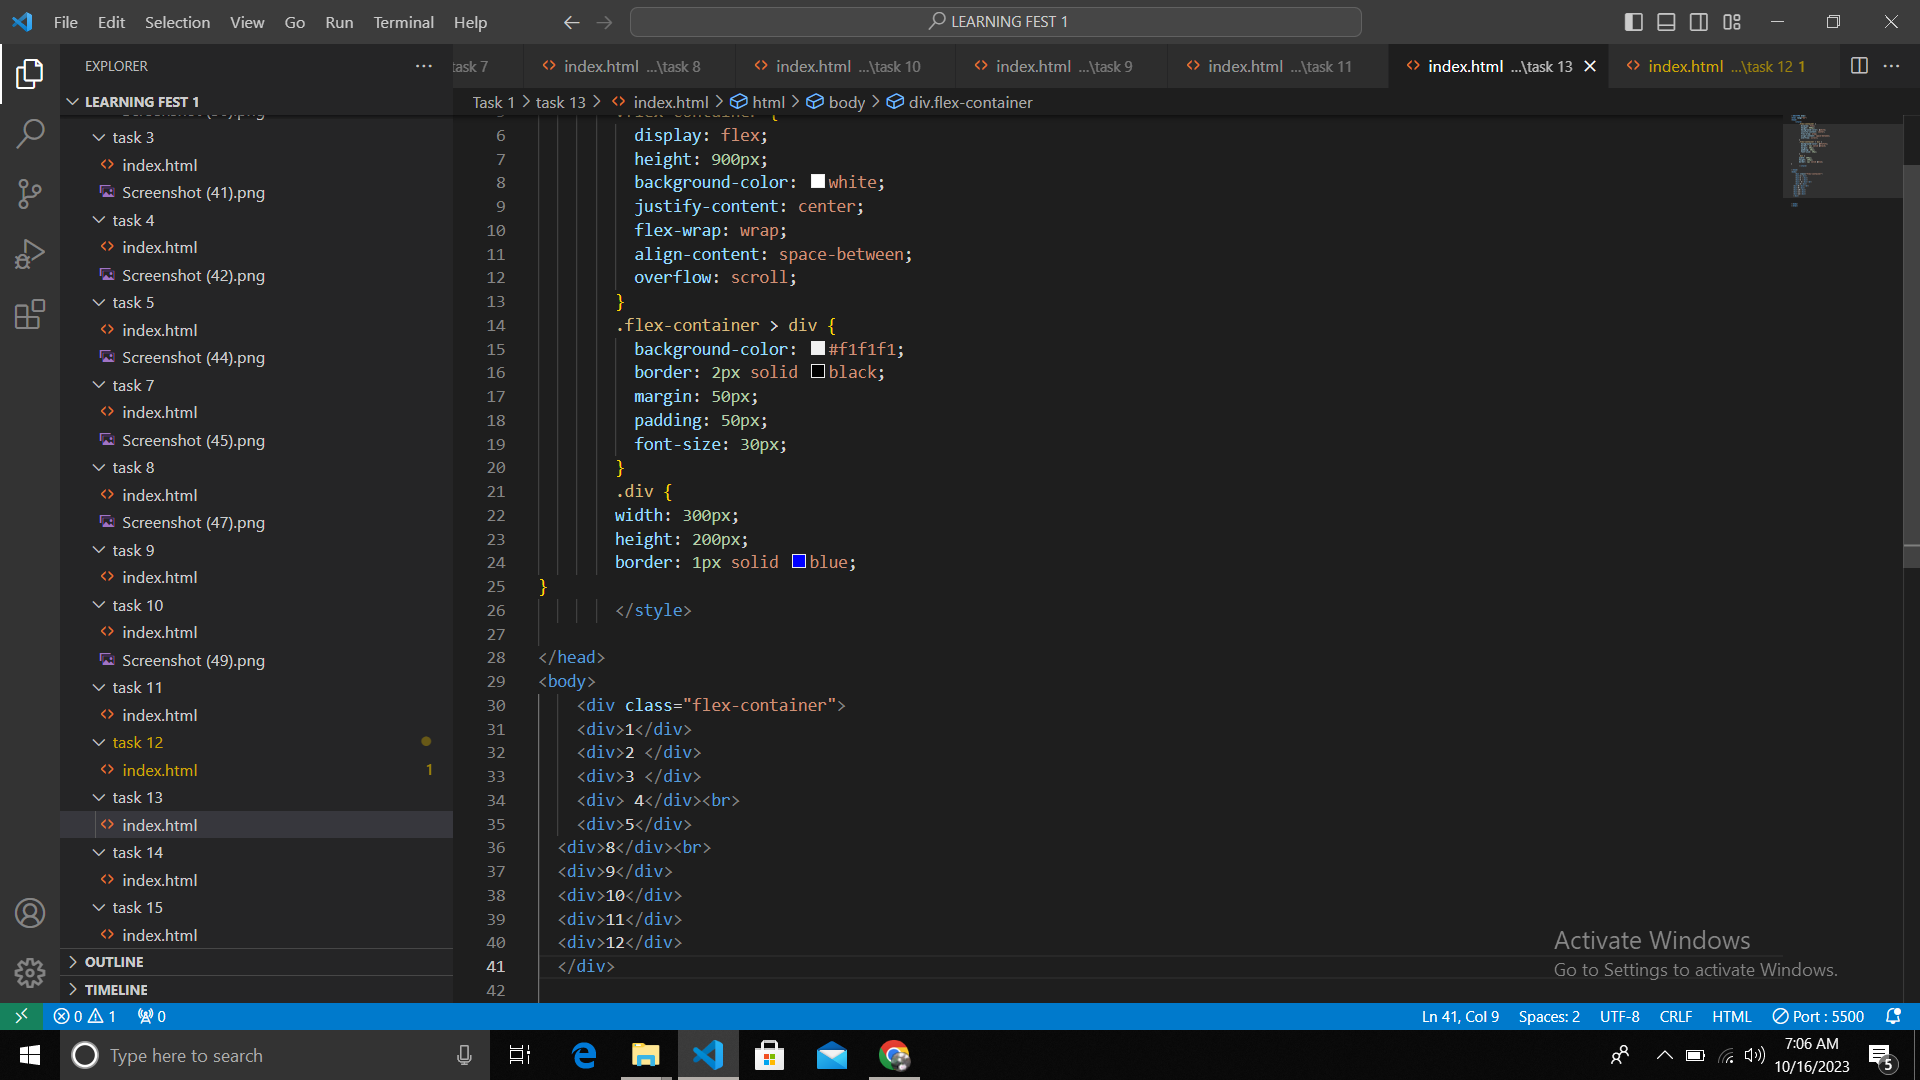 File Edit Selection View Go Run Terminal Help
LEARNING FEST 1
EXPLORER
LEARNING FEST 1
task 3
index.html
Screenshot (41).png
task 4
index.html
Screenshot (42).png
task 5
index.html
Screenshot (44).png
task 7
index.html
Screenshot (45).png
task 8
index.html
Screenshot (47).png
task 9
index.html
task 10
index.html
Screenshot (49).png
task 11
index.html
task 12
index.html 1
task 13
index.html
task 14
index.html
task 15
index.html
OUTLINE
TIMELINE
task 7 index.html ...\task 8 index.html ...\task 10 index.html ...\task 9 index.html ...\task 11 index.html ...\task 13 index.html ...\task 12 1
Task 1 > task 13 > index.html > html > body > div.flex-container
5 .flex-container {
6 display: flex;
7 height: 900px;
8 background-color: white;
9 justify-content: center;
10 flex-wrap: wrap;
11 align-content: space-between;
12 overflow: scroll;
13 }
14 .flex-container > div {
15 background-color: #f1f1f1;
16 border: 2px solid black;
17 margin: 50px;
18 padding: 50px;
19 font-size: 30px;
20 }
21 .div {
22 width: 300px;
23 height: 200px;
24 border: 1px solid blue;
25 }
26 </style>
27
28 </head>
29 <body>
30 <div class="flex-container">
31 <div>1</div>
32 <div>2 </div>
33 <div>3 </div>
34 <div> 4</div><br>
35 <div>5</div>
36 <div>8</div><br>
37 <div>9</div>
38 <div>10</div>
39 <div>11</div>
40 <div>12</div>
41 </div>
42
Activate Windows
Go to Settings to activate Windows.
0 1 0 Ln 41, Col 9 Spaces: 2 UTF-8 CRLF HTML Port : 5500
Type here to search
7:06 AM
10/16/2023
5